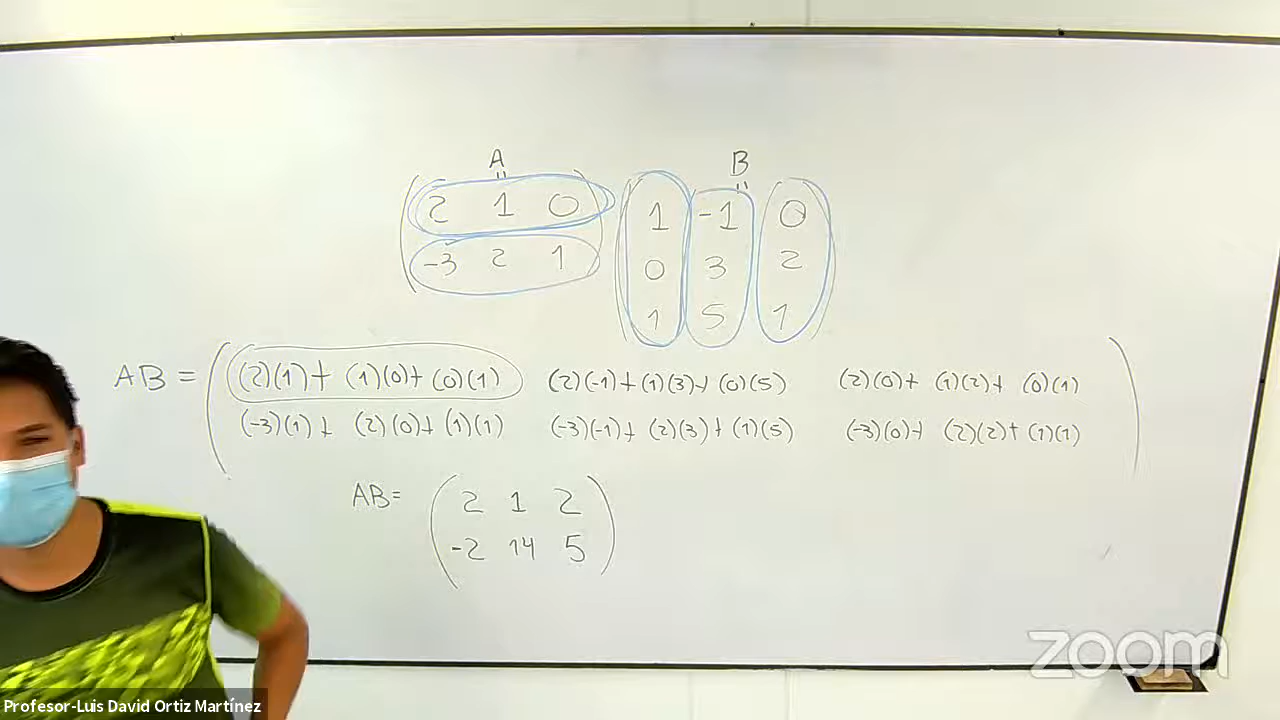 A B
2 1 0 1 -1 0
-3 2 1 0 3 2
1 5 1
AB = (2)(1)+ (1)(0)+(0)(1) (2)(-1)+(1)(3)+(0)(5) (2)(0)+ (1)(2)+ (0)(1)
(-3)(1)+ (2)(0)+(1)(1) (-3)(-1)+(2)(3)+(1)(5) (-3)(0)+ (2)(2)+(1)(1)
AB= 2 1 2
-2 14 5
zoom
Profesor-Luis David Ortiz Martínez